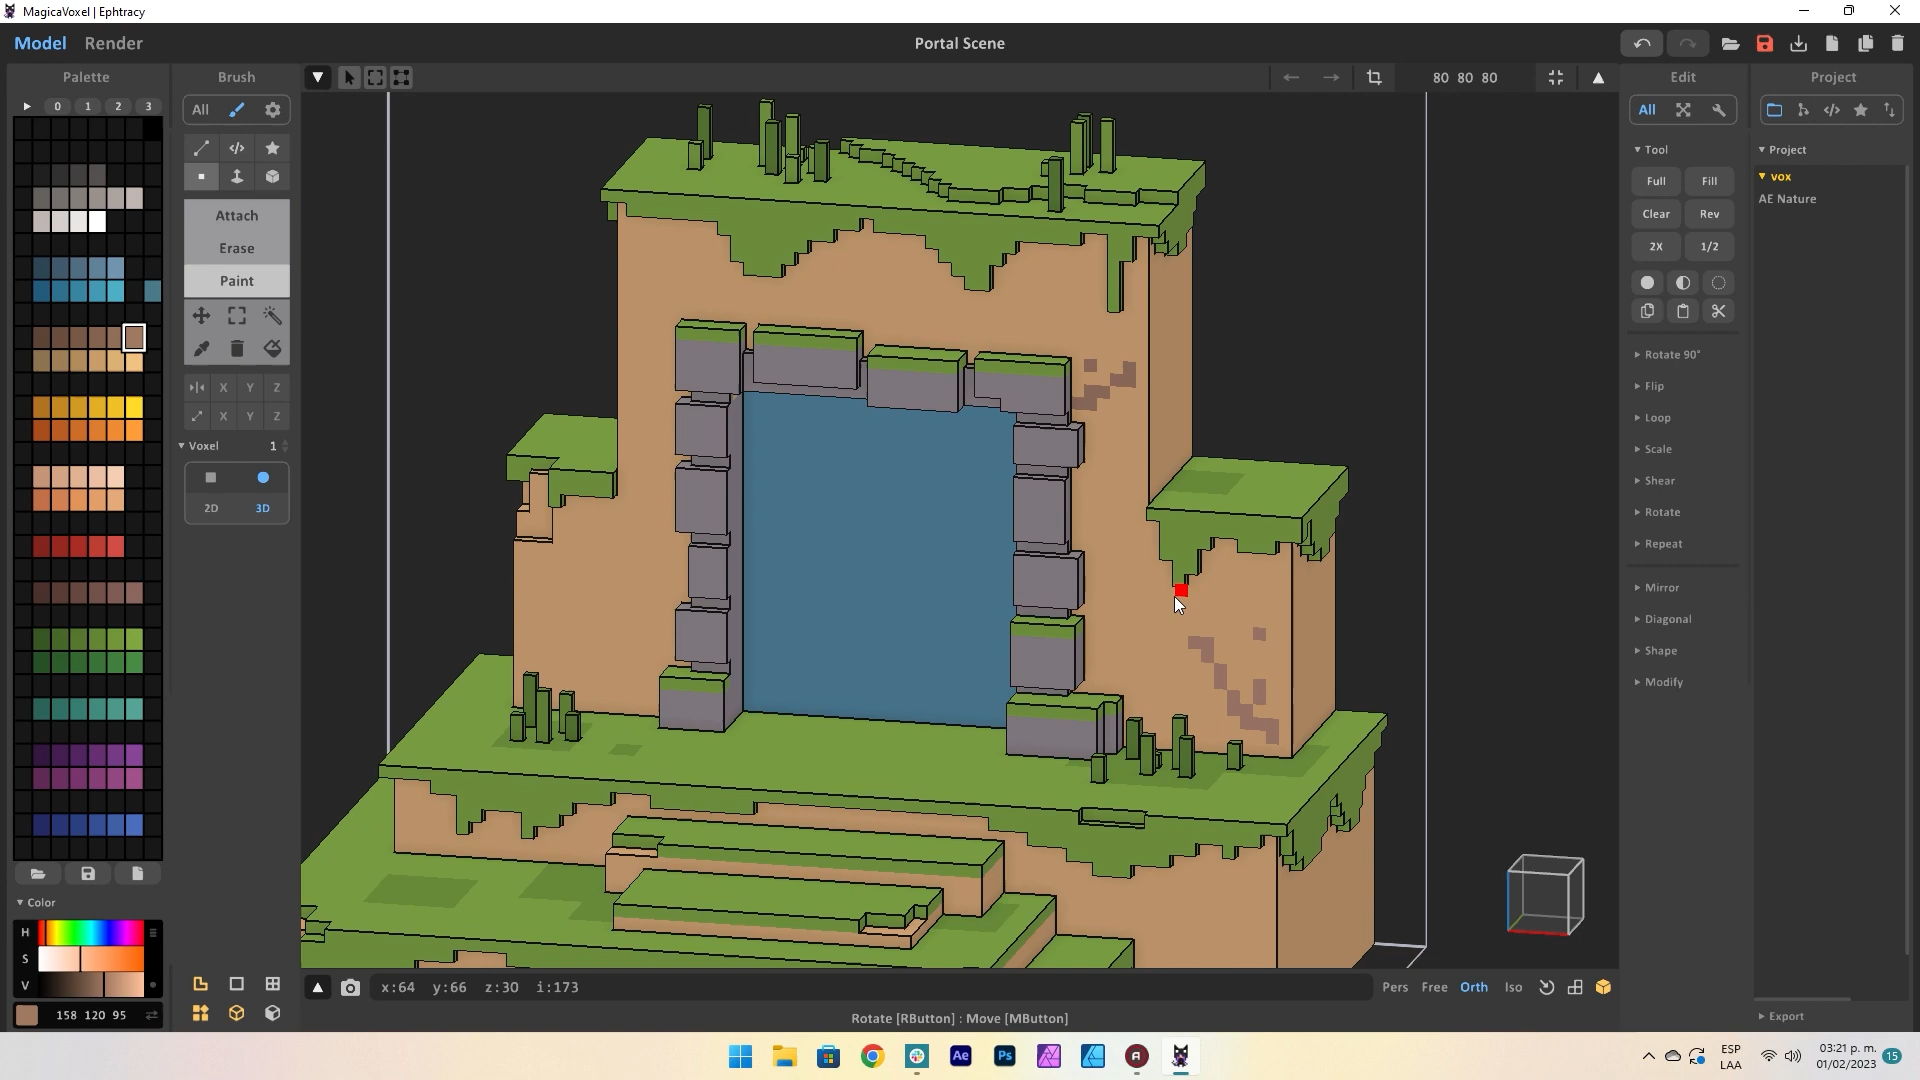 MagicaVoxel | Ephtracy
Model Render
Portal Scene
Palette
Brush
80 80 80
Edit
Project
0 1 2 3
All
All
Tool
Project
Full Fill
vox
AE Nature
Attach
Clear Rev
Erase
2X 1/2
Paint
Rotate 90°
Flip
X Y Z
X Y Z
Loop
Voxel 1
Scale
Shear
2D 3D
Rotate
Repeat
Mirror
Diagonal
Shape
Modify
Color
H
S
V
x:64 y:66 z:30 i:173
Pers Free Orth Iso
158 120 95
Export
Rotate [RButton] : Move [MButton]
Ae
Ps
ESP
LAA
03:21 p. m.
01/02/2023
15